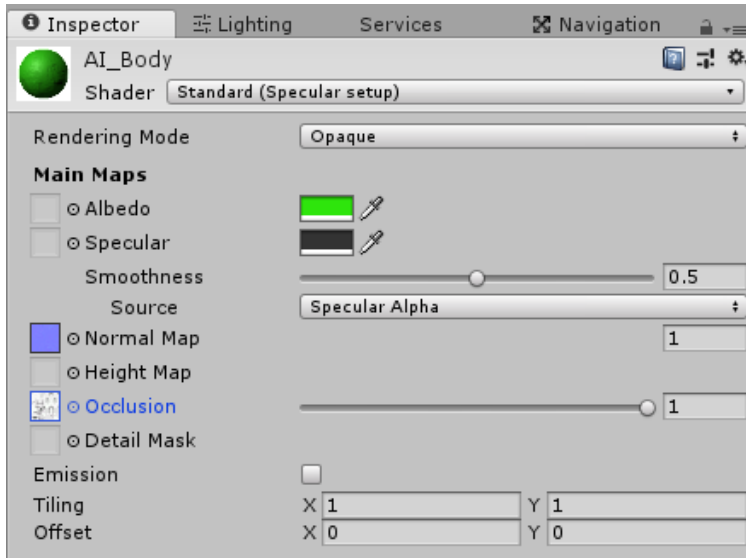 Inspector Lighting Services Navigation
AI_Body
Shader Standard (Specular setup)
Rendering Mode Opaque
Main Maps
Albedo
Specular
Smoothness 0.5
Source Specular Alpha
Normal Map 1
Height Map
Occlusion 1
Detail Mask
Emission
Tiling X 1 Y 1
Offset X 0 Y 0